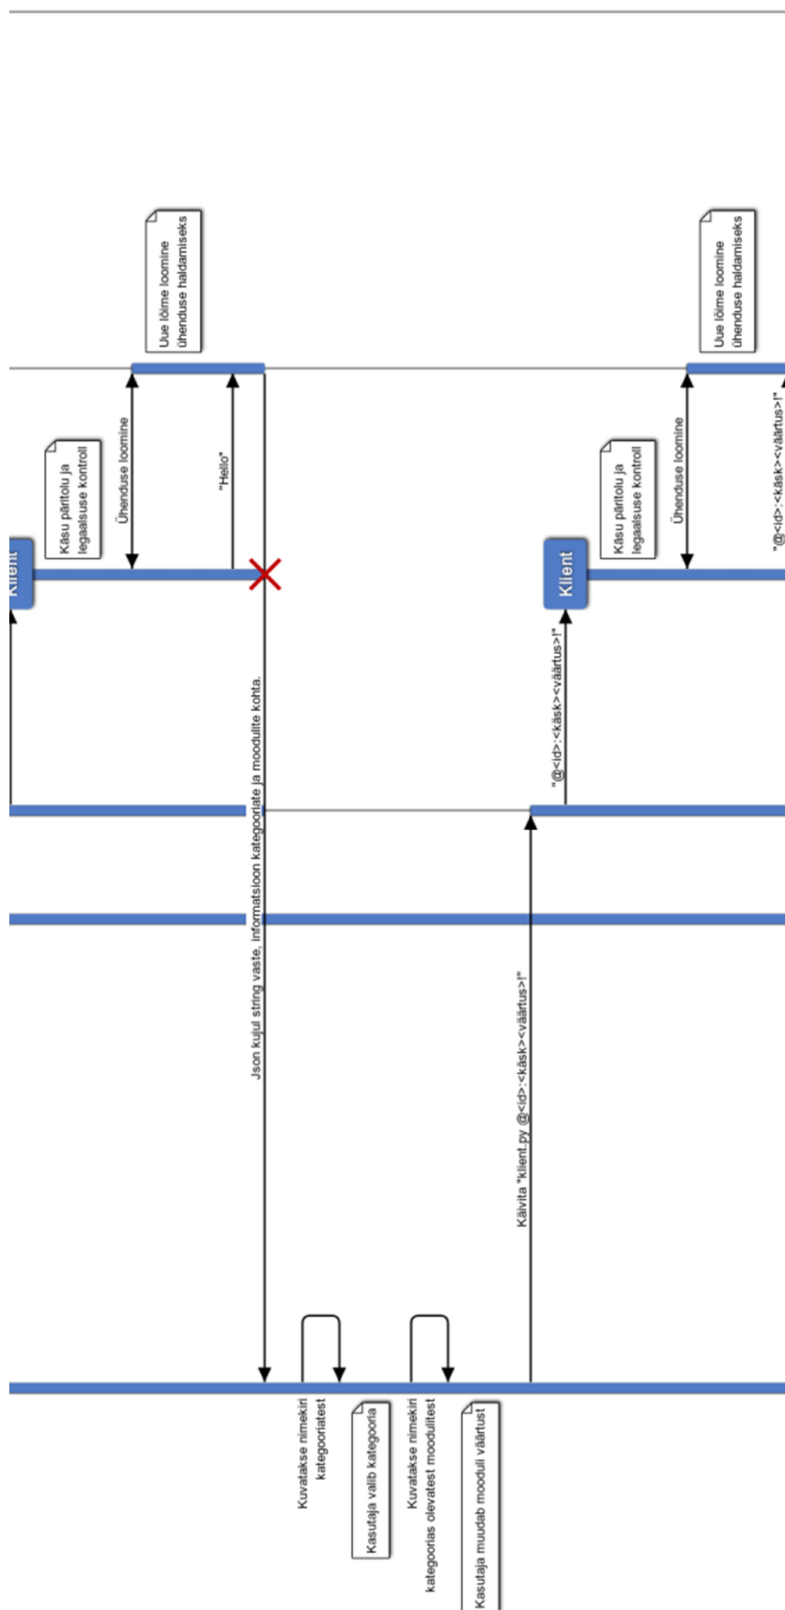 Klient
Käsu päritolu ja
legaalsuse kontroll
Ühenduse loomine
Uue lõime loomine
ühenduse haldamiseks
"Hello"
Json kujul string vaste, informatsioon kategooriate ja moodulite kohta.
Kuvatakse nimekiri
kategooriatest
Kasutaja valib kategooria
Kuvatakse nimekiri
kategoorias olevatest moodulitest
Kasutaja muudab mooduli väärtust
Käivita "klient.py @<id>:<käsk><väärtus>!"
"@<id>:<käsk><väärtus>!"
Klient
Käsu päritolu ja
legaalsuse kontroll
Ühenduse loomine
Uue lõime loomine
ühenduse haldamiseks
"@<id>:<käsk><väärtus>!"